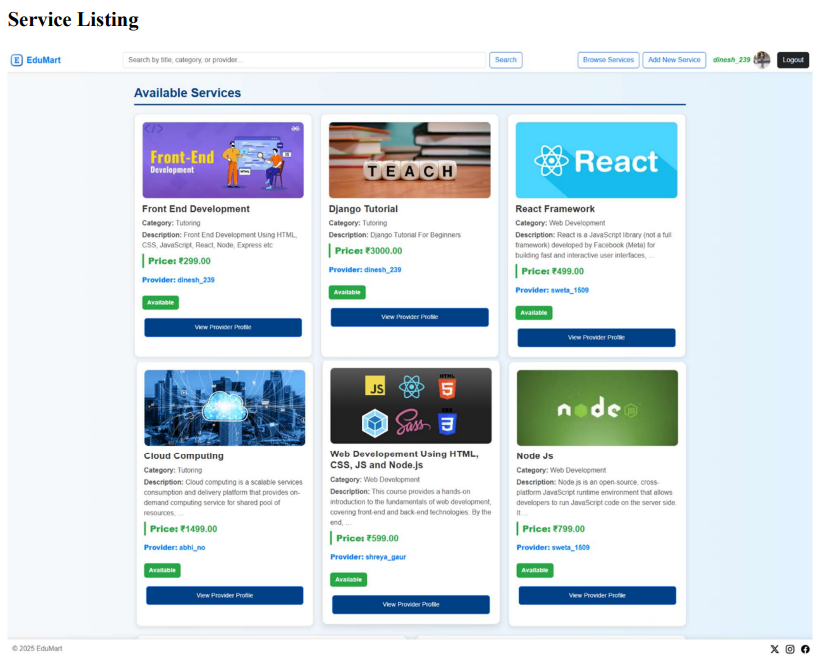 Service Listing
E EduMart
Search by title, category, or provider...
Search
Browse Services
Add New Service
dinesh_239
Logout
Available Services
</>
Front-End
Development
HTML
JS
Front End Development
Category: Tutoring
Description: Front End Development Using HTML,
CSS, JavaScript, React, Node, Express etc
Price: ₹299.00
Provider: dinesh_239
Available
View Provider Profile
TEACH
Django Tutorial
Category: Tutoring
Description: Django Tutorial For Beginners
Price: ₹3000.00
Provider: dinesh_239
Available
View Provider Profile
React
React Framework
Category: Web Development
Description: React is a JavaScript library (not a full
framework) developed by Facebook (Meta) for
building fast and interactive user interfaces, ...
Price: ₹499.00
Provider: sweta_1509
Available
View Provider Profile
Cloud Computing
Category: Tutoring
Description: Cloud computing is a scalable services
consumption and delivery platform that provides on-
demand computing service for shared pool of
resources, ...
Price: ₹1499.00
Provider: abhi_no
Available
View Provider Profile
JS
HTML
5
Sass
CSS
3
Web Developement Using HTML,
CSS, JS and Node.js
Category: Web Development
Description: This course provides a hands-on
introduction to the fundamentals of web development,
covering front-end and back-end technologies. By the
end, ...
Price: ₹599.00
Provider: shreya_gaur
Available
View Provider Profile
node
JS
Node Js
Category: Web Development
Description: Node.js is an open-source, cross-
platform JavaScript runtime environment that allows
developers to run JavaScript code on the server side.
It ...
Price: ₹799.00
Provider: sweta_1509
Available
View Provider Profile
© 2025 EduMart